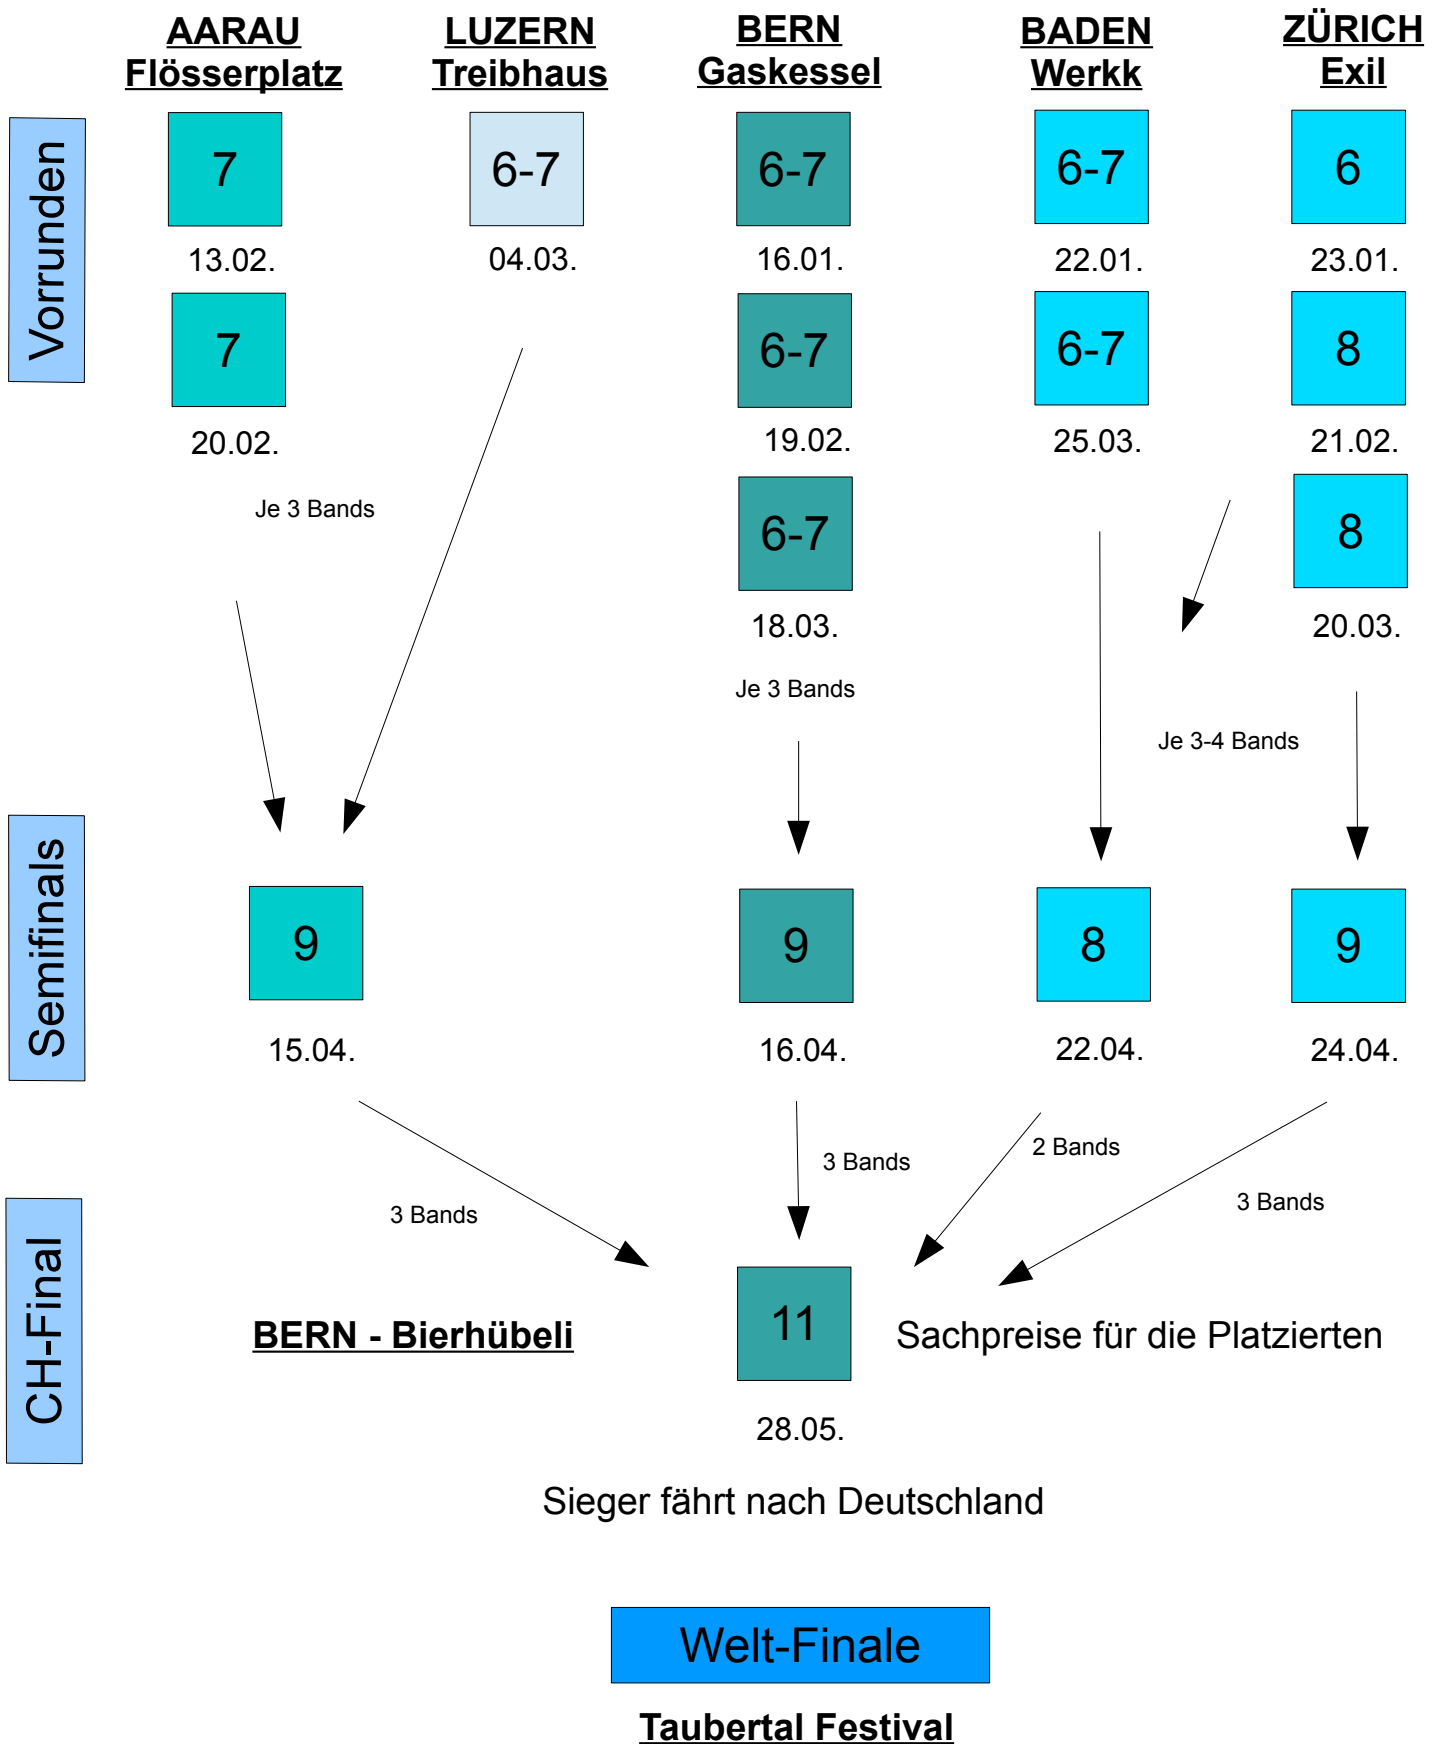 AARAU
Flösserplatz
LUZERN
Treibhaus
BERN
Gaskessel
BADEN
Werkk
ZÜRICH
Exil
Vorrunden
7
6-7
6-7
6-7
6
13.02.
04.03.
16.01.
22.01.
23.01.
7
6-7
6-7
8
20.02.
19.02.
25.03.
21.02.
Je 3 Bands
6-7
8
18.03.
20.03.
Je 3 Bands
Je 3-4 Bands
Semifinals
9
9
8
9
15.04.
16.04.
22.04.
24.04.
3 Bands
3 Bands
2 Bands
3 Bands
CH-Final
BERN - Bierhübeli
11
Sachpreise für die Platzierten
28.05.
Sieger fährt nach Deutschland
Welt-Finale
Taubertal Festival